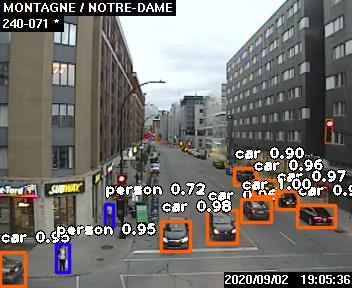 MONTAGNE / NOTRE-DAME
240-071 *
car 0.90
car 0.96
car 0.97
car 1.00
person 0.72
SUBWAY
car 0.98
car 0.95
person 0.95
2020/09/02 19:05:36